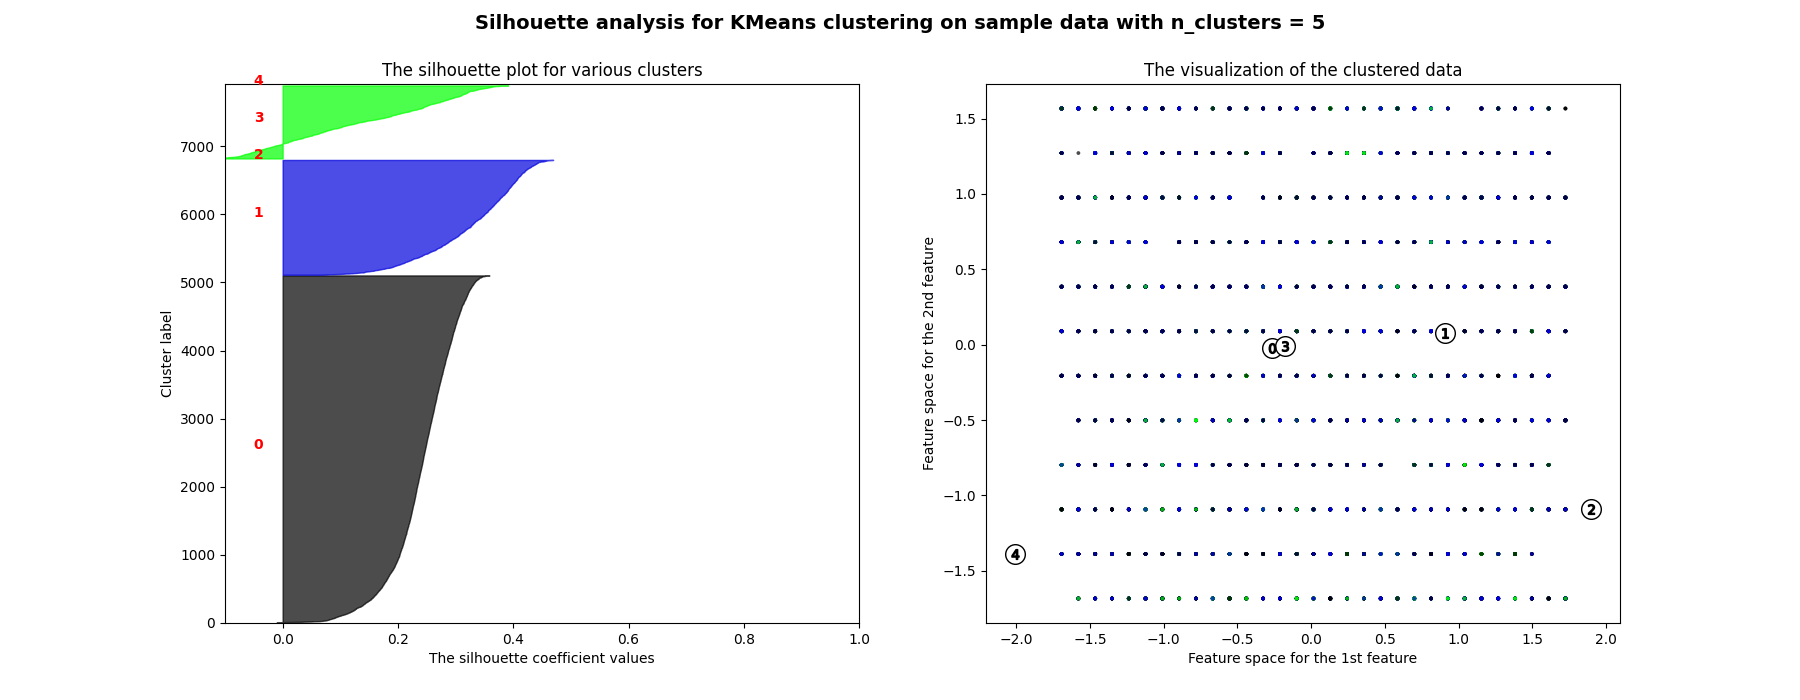 Silhouette analysis for KMeans clustering on sample data with n_clusters = 5
The silhouette plot for various clusters
4
3
2
1
0
7000
6000
5000
4000
3000
2000
1000
0
Cluster label
0.0 0.2 0.4 0.6 0.8 1.0
The silhouette coefficient values
The visualization of the clustered data
1.5
1.0
0.5
0.0
−0.5
−1.0
−1.5
Feature space for the 2nd feature
1
0 3
2
4
−2.0 −1.5 −1.0 −0.5 0.0 0.5 1.0 1.5 2.0
Feature space for the 1st feature